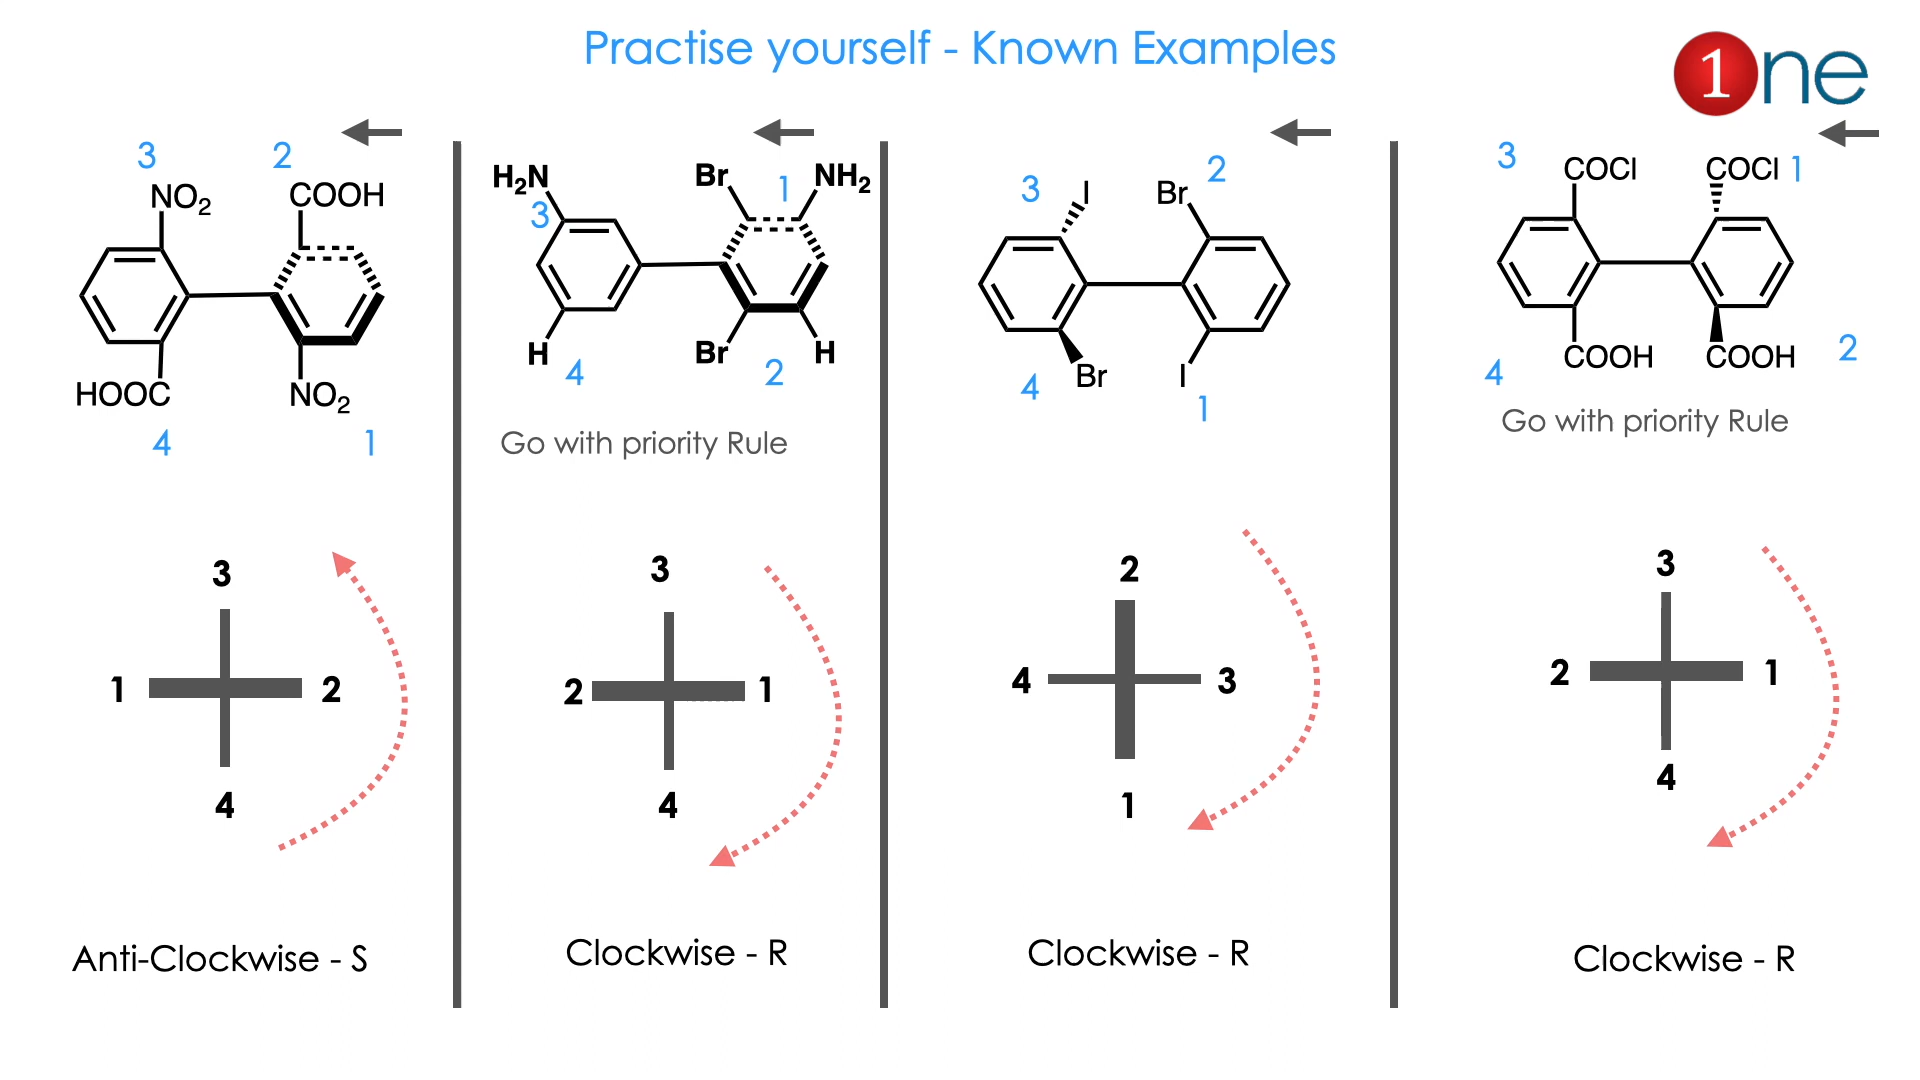 Practise yourself - Known Examples
1ne
3
NO2
2
COOH
HOOC
4
NO2
1
H2N
3
Br
1
NH2
H
4
Br
2
H
Go with priority Rule
3
I
Br
2
4
Br
I
1
3
COCl
COCl
1
4
COOH
COOH
2
Go with priority Rule
3
1
2
4
Anti-Clockwise - S
3
2
1
4
Clockwise - R
2
4
3
1
Clockwise - R
3
2
1
4
Clockwise - R